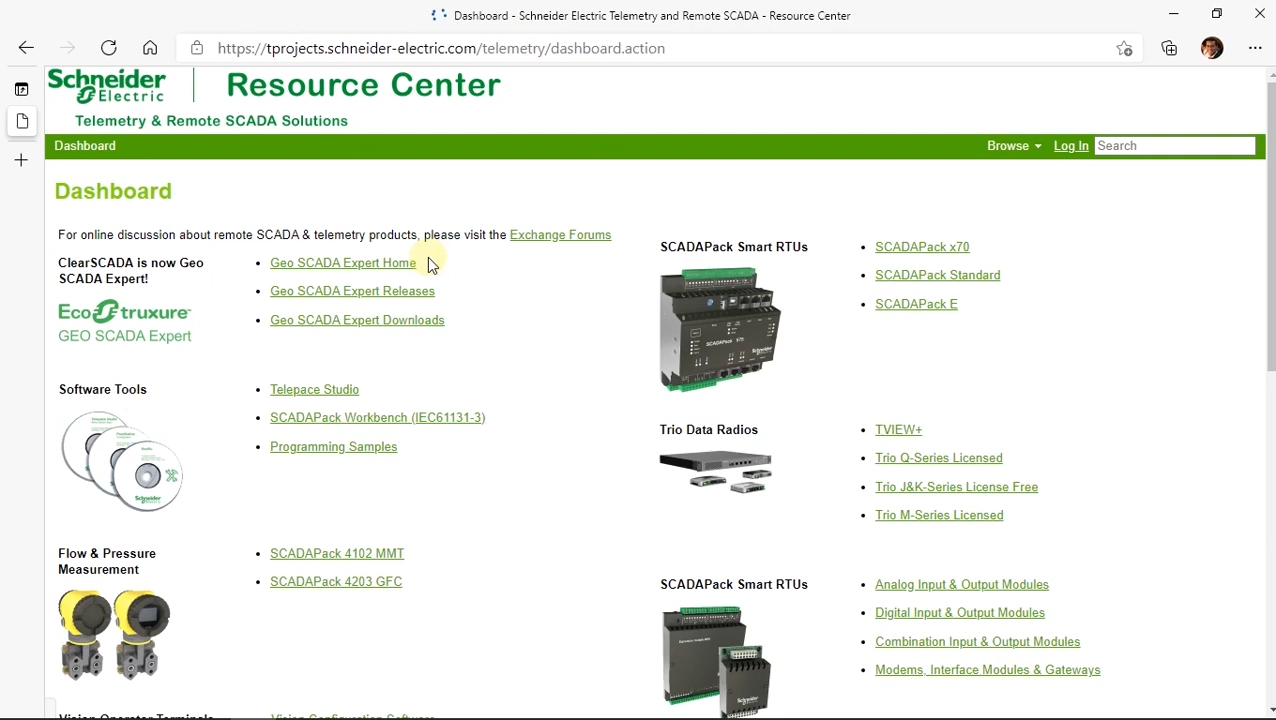 Dashboard - Schneider Electric Telemetry and Remote SCADA - Resource Center
https://tprojects.schneider-electric.com/telemetry/dashboard.action
Schneider
Electric
Resource Center
Telemetry & Remote SCADA Solutions
Dashboard
Browse
Log In
Search
Dashboard
For online discussion about remote SCADA & telemetry products, please visit the Exchange Forums
ClearSCADA is now Geo
SCADA Expert!
EcoStruxure
GEO SCADA Expert
Geo SCADA Expert Home
Geo SCADA Expert Releases
Geo SCADA Expert Downloads
Software Tools
Telepace Studio
SCADAPack Workbench (IEC61131-3)
Programming Samples
Flow & Pressure
Measurement
SCADAPack 4102 MMT
SCADAPack 4203 GFC
SCADAPack Smart RTUs
SCADAPack x70
SCADAPack Standard
SCADAPack E
Trio Data Radios
TVIEW+
Trio Q-Series Licensed
Trio J&K-Series License Free
Trio M-Series Licensed
SCADAPack Smart RTUs
Analog Input & Output Modules
Digital Input & Output Modules
Combination Input & Output Modules
Modems, Interface Modules & Gateways
Vision Operator Terminals
Vision Configuration Software